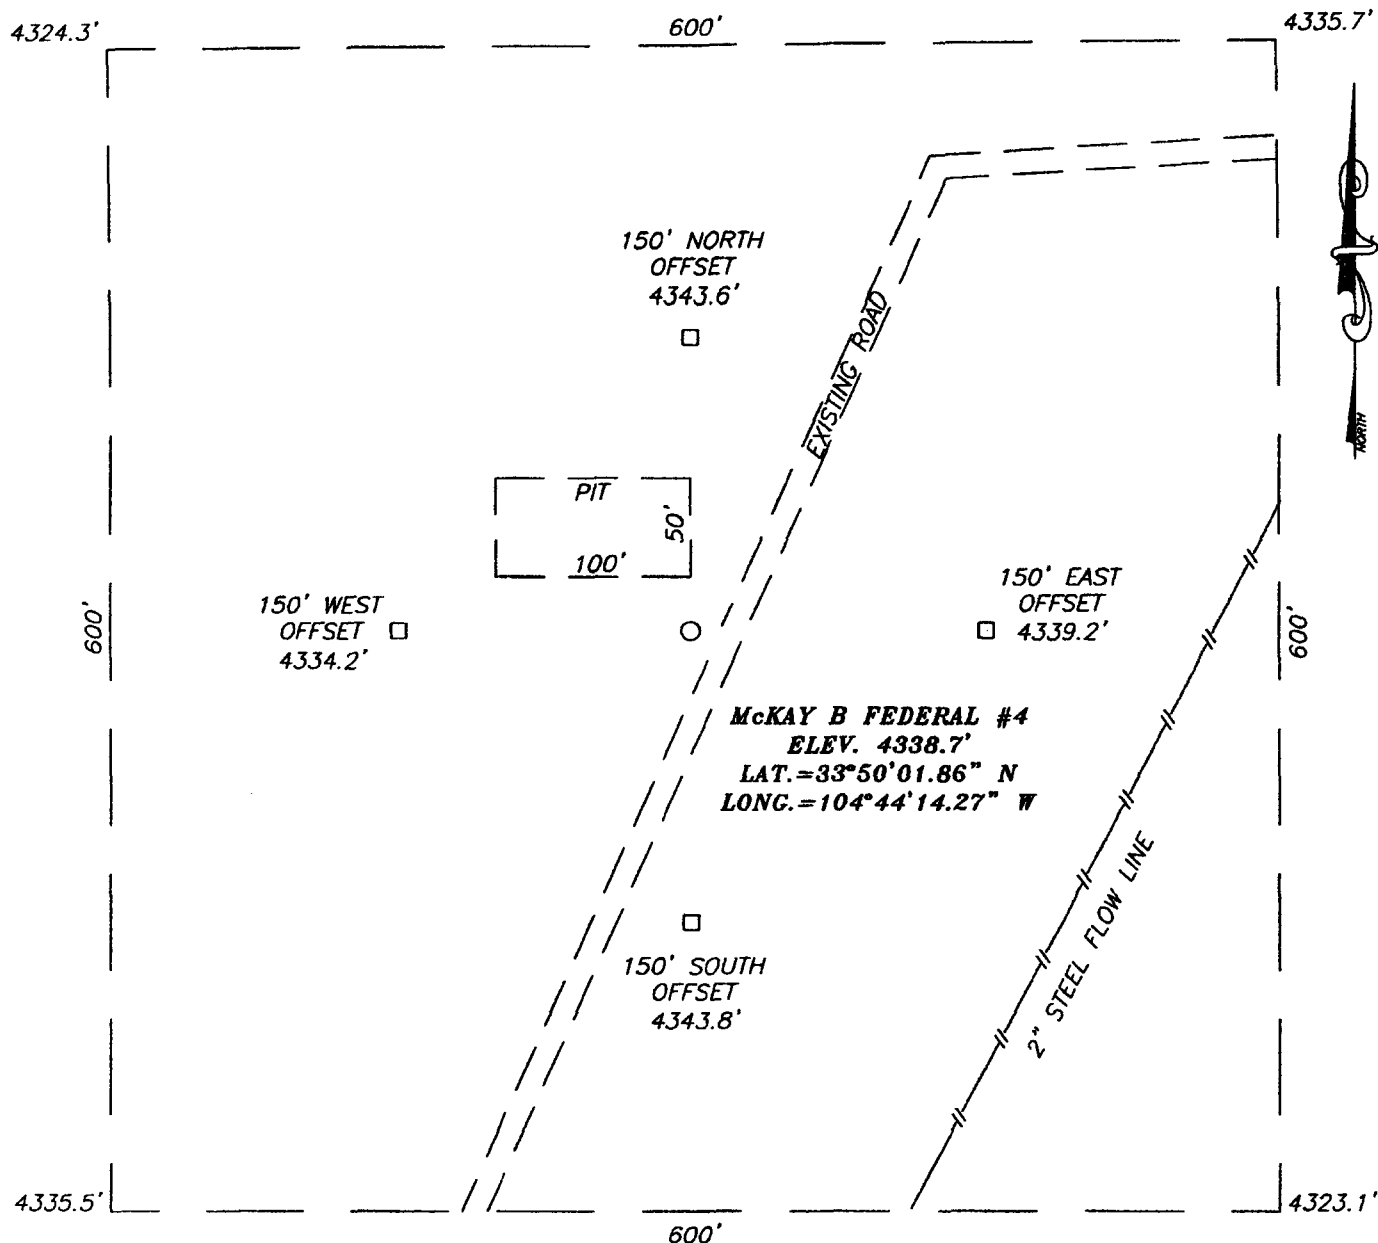 4324.3'
600'
4335.7'
150' NORTH
OFFSET
4343.6'
EXISTING ROAD
NORTH
PIT
50'
100'
150' WEST
OFFSET
4334.2'
150' EAST
OFFSET
4339.2'
600'
600'
McKAY B FEDERAL #4
ELEV. 4338.7'
LAT.=33°50'01.86" N
LONG.=104°44'14.27" W
2" STEEL FLOW LINE
150' SOUTH
OFFSET
4343.8'
4335.5'
600'
4323.1'